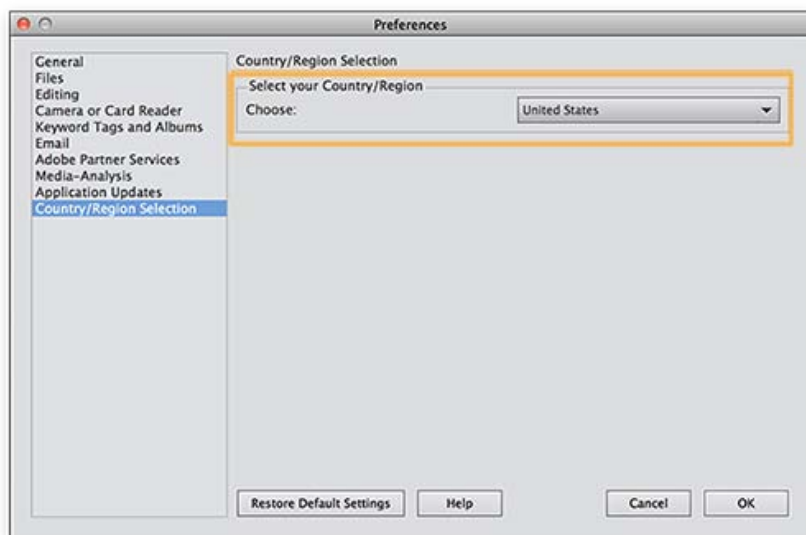 Preferences
General
Files
Editing
Camera or Card Reader
Keyword Tags and Albums
Email
Adobe Partner Services
Media-Analysis
Application Updates
Country/Region Selection
Country/Region Selection
Select your Country/Region
Choose:
United States
Restore Default Settings
Help
Cancel
OK